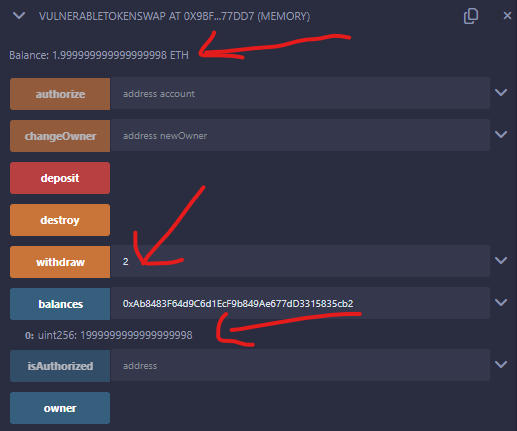 VULNERABLETOKENSWAP AT 0X9BF...77DD7 (MEMORY)
Balance: 1.999999999999999998 ETH
authorize address account
changeOwner address newOwner
deposit
destroy
withdraw 2
balances 0xAb8483F64d9C6d1EcF9b849Ae677dD3315835cb2
0: uint256: 1999999999999999998
isAuthorized address
owner